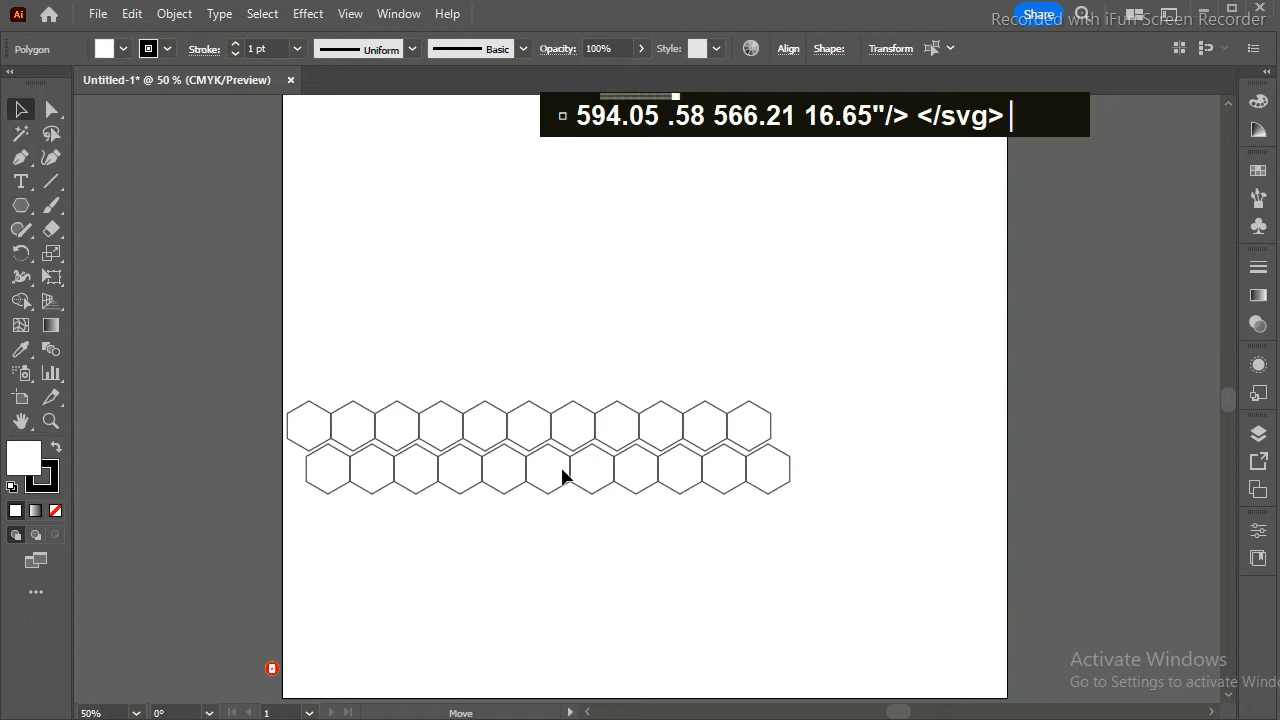 Ai
File Edit Object Type Select Effect View Window Help
Share
Recorded with iFun Screen Recorder
Polygon
Stroke:
1 pt
Uniform
Basic
Opacity:
100%
Style:
Align
Shape:
Transform
Untitled-1* @ 50 % (CMYK/Preview)
594.05 .58 566.21 16.65"/> </svg>
T
Activate Windows
Go to Settings to activate Wind
50%
0°
1
Move